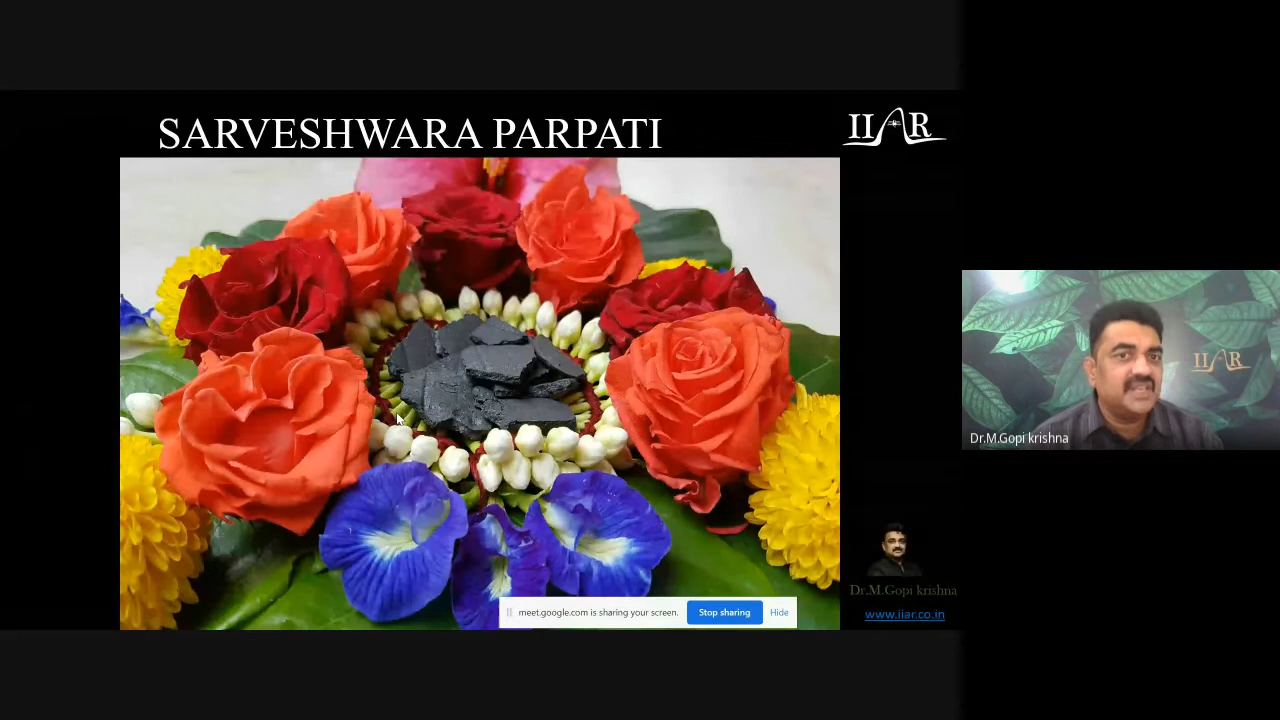 SARVESHWARA PARPATI
IIAR
IIAR
Dr.M.Gopi krishna
Dr.M.Gopi krishna
www.iiar.co.in
meet.google.com is sharing your screen.
Stop sharing
Hide